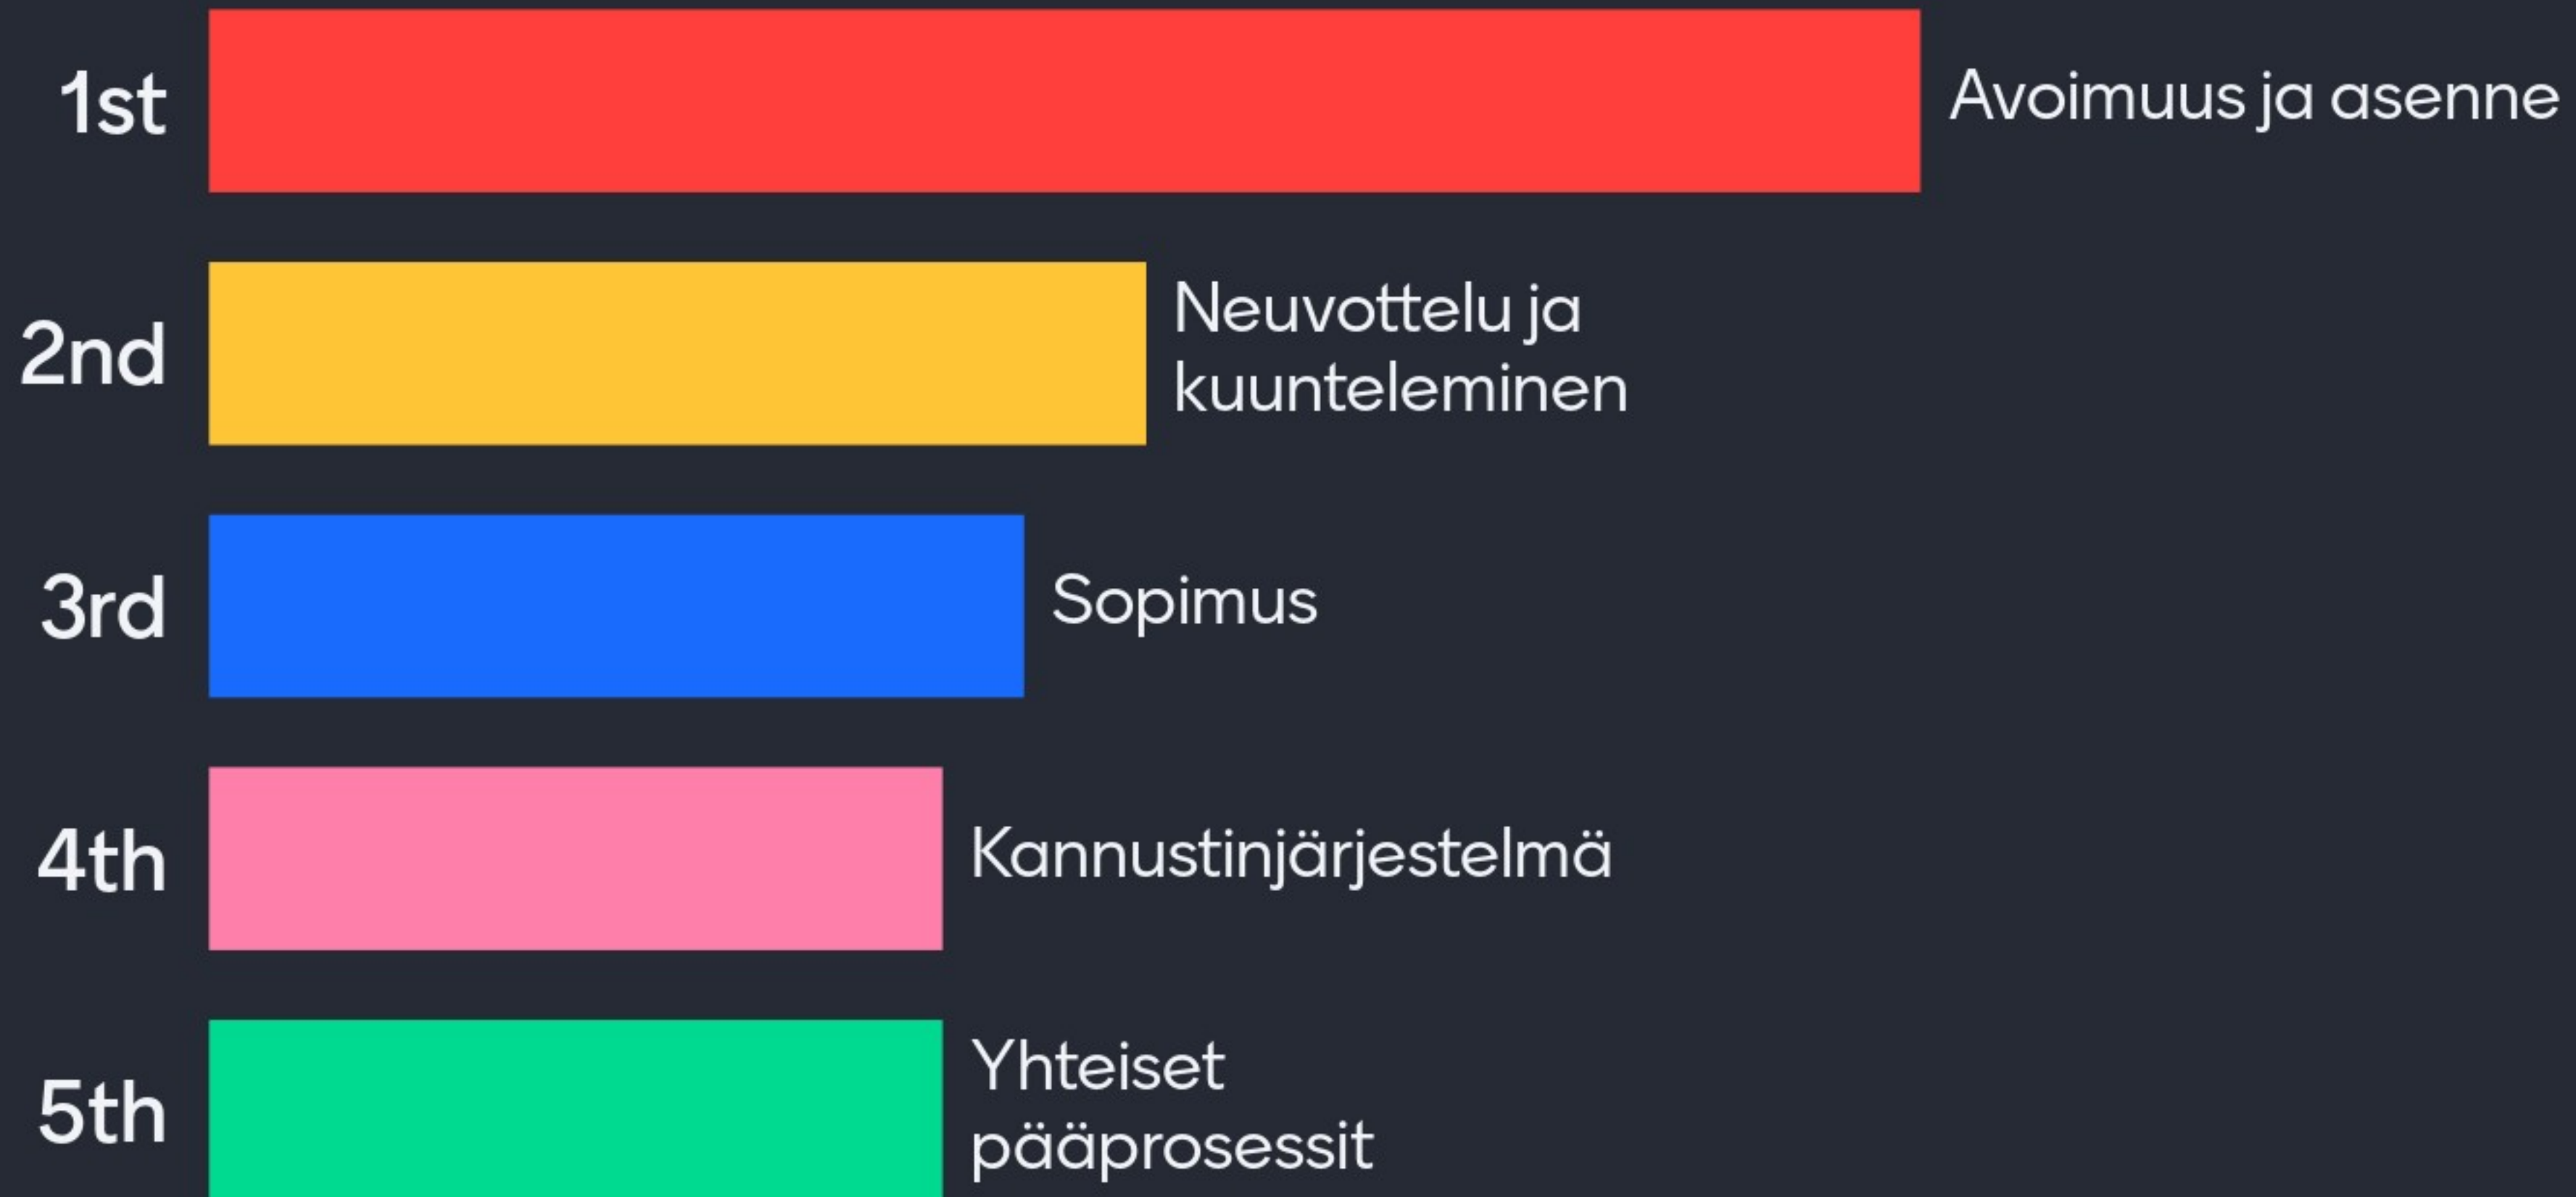 1st
Avoimuus ja asenne
2nd
Neuvottelu ja
kuunteleminen
3rd
Sopimus
4th
Kannustinjärjestelmä
5th
Yhteiset
pääprosessit